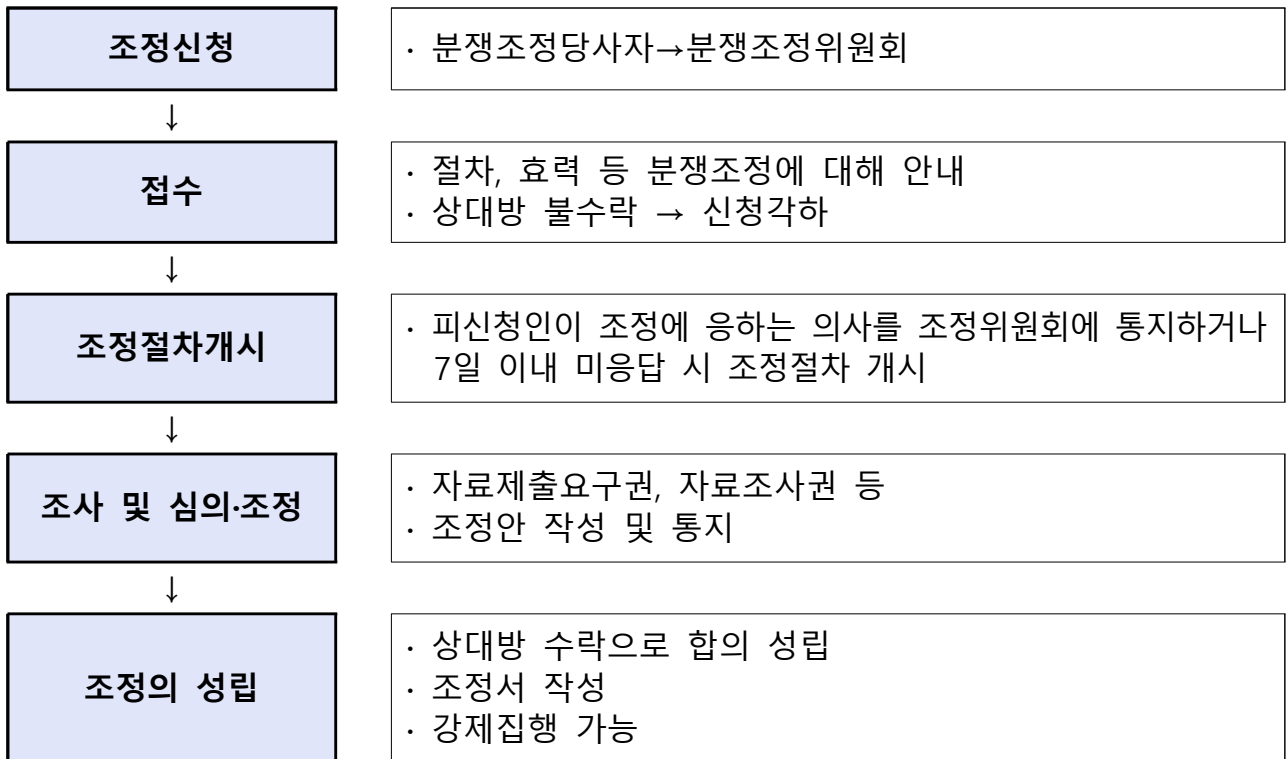 조정신청
· 분쟁조정당사자→분쟁조정위원회
↓
접수
· 절차, 효력 등 분쟁조정에 대해 안내
· 상대방 불수락 → 신청각하
↓
조정절차개시
· 피신청인이 조정에 응하는 의사를 조정위원회에 통지하거나
7일 이내 미응답 시 조정절차 개시
↓
조사 및 심의·조정
· 자료제출요구권, 자료조사권 등
· 조정안 작성 및 통지
↓
조정의 성립
· 상대방 수락으로 합의 성립
· 조정서 작성
· 강제집행 가능